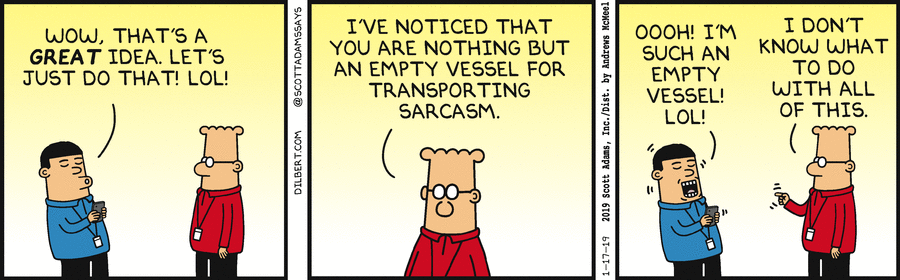 WOW, THAT'S A
GREAT IDEA. LET'S
JUST DO THAT! LOL!
DILBERT.COM @SCOTTADAMSSAYS
I'VE NOTICED THAT
YOU ARE NOTHING BUT
AN EMPTY VESSEL FOR
TRANSPORTING
SARCASM.
1-17-19 2019 Scott Adams, Inc./Dist. by Andrews McMeel
OOOH! I'M
SUCH AN
EMPTY
VESSEL!
LOL!
I DON'T
KNOW WHAT
TO DO
WITH ALL
OF THIS.